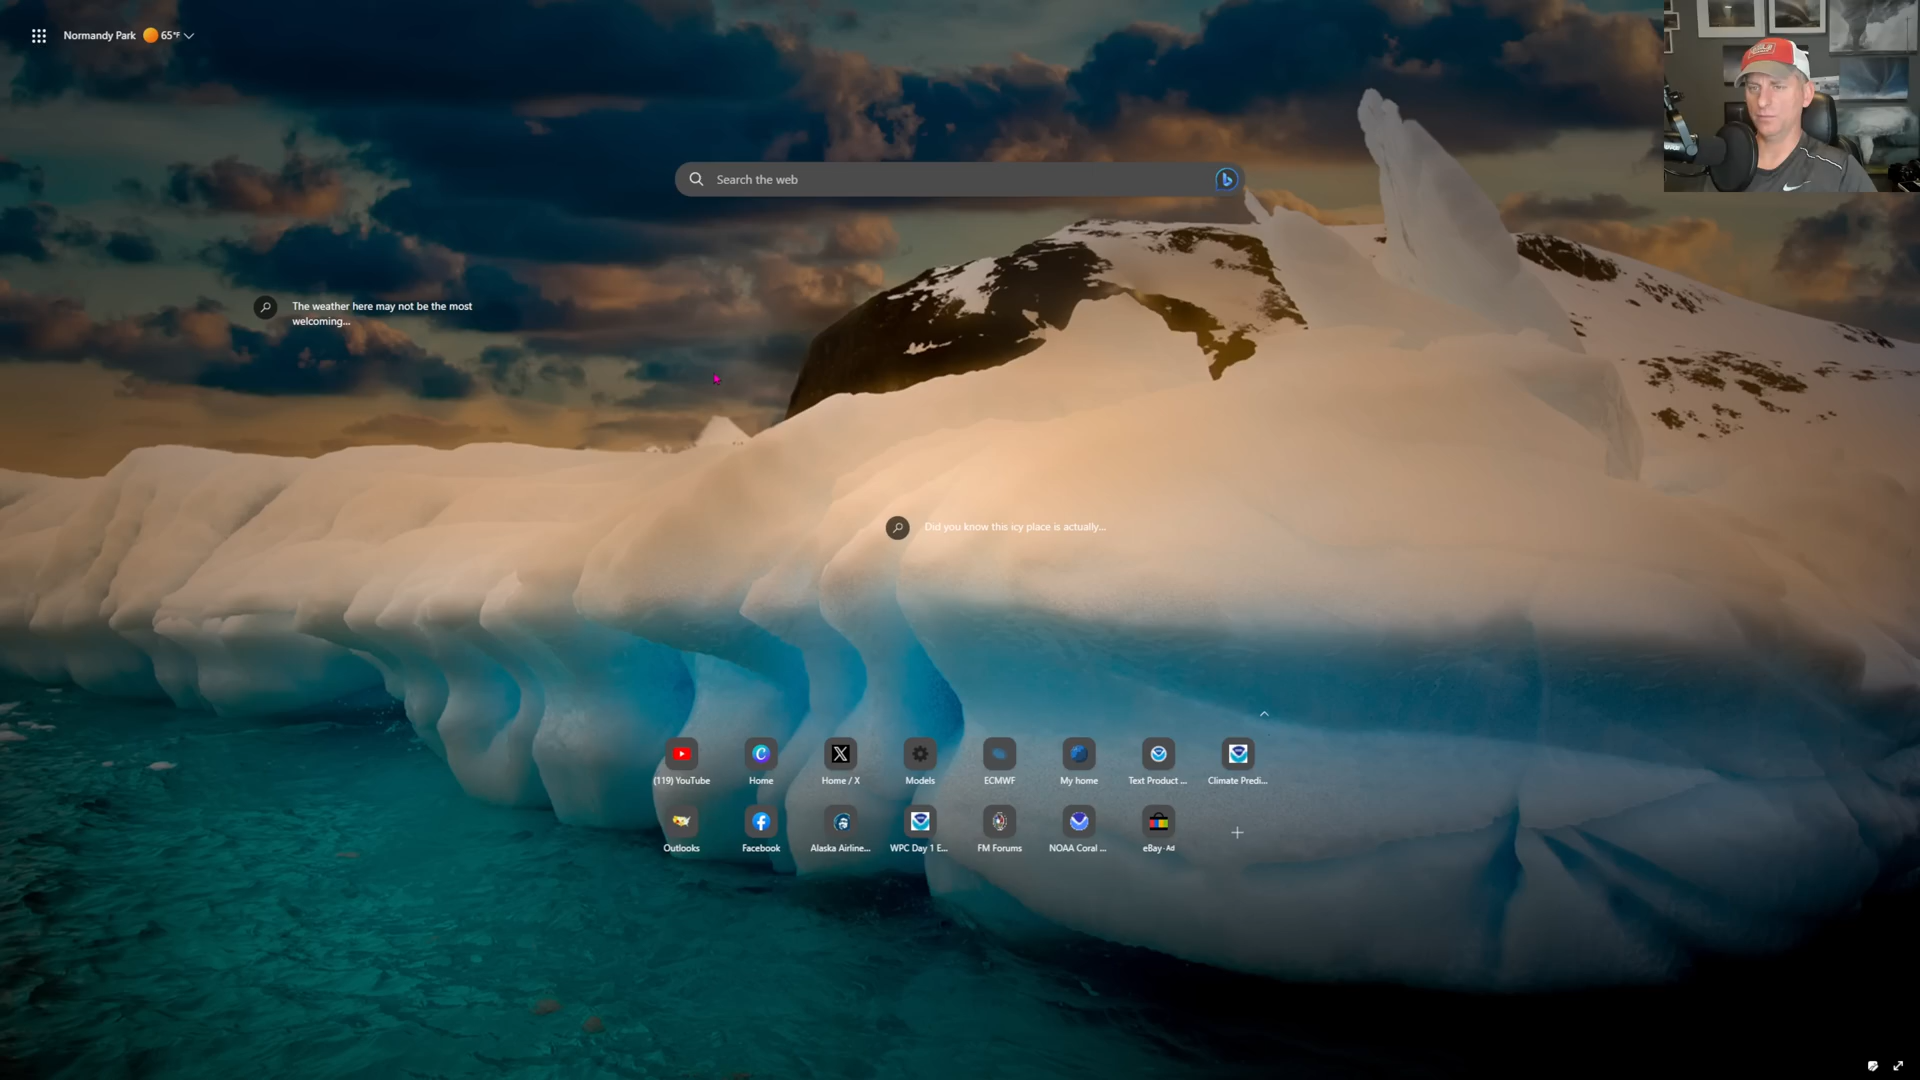 Normandy Park 65°F
Search the web
The weather here may not be the most
welcoming...
Did you know this icy place is actually...
(119) YouTube
Home
Home / X
Models
ECMWF
My home
Text Product ...
Climate Predi...
Outlooks
Facebook
Alaska Airline...
WPC Day 1 E...
FM Forums
NOAA Coral ...
eBay · Ad